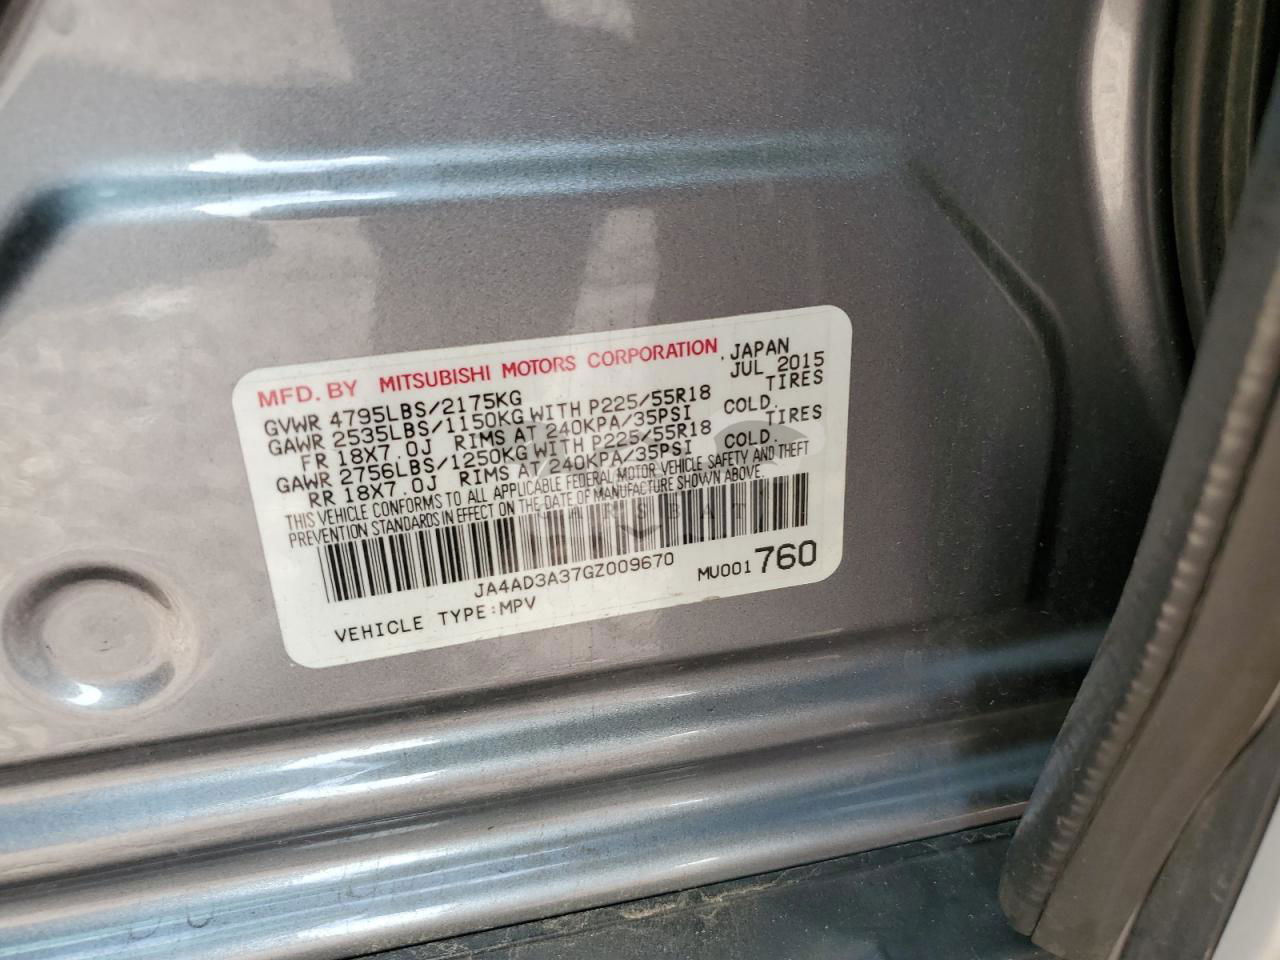 MFD. BY MITSUBISHI MOTORS CORPORATION, JAPAN
GVWR 4795LBS/2175KG JUL 2015
GAWR 2535LBS/1150KG WITH P225/55R18 TIRES
FR 18X7.0J RIMS AT 240KPA/35PSI COLD.
GAWR 2756LBS/1250KG WITH P225/55R18 TIRES
RR 18X7.0J RIMS AT 240KPA/35PSI COLD.
THIS VEHICLE CONFORMS TO ALL APPLICABLE FEDERAL MOTOR VEHICLE SAFETY AND THEFT
PREVENTION STANDARDS IN EFFECT ON THE DATE OF MANUFACTURE SHOWN ABOVE.
JA4AD3A37GZ009670
MU001 760
VEHICLE TYPE:MPV